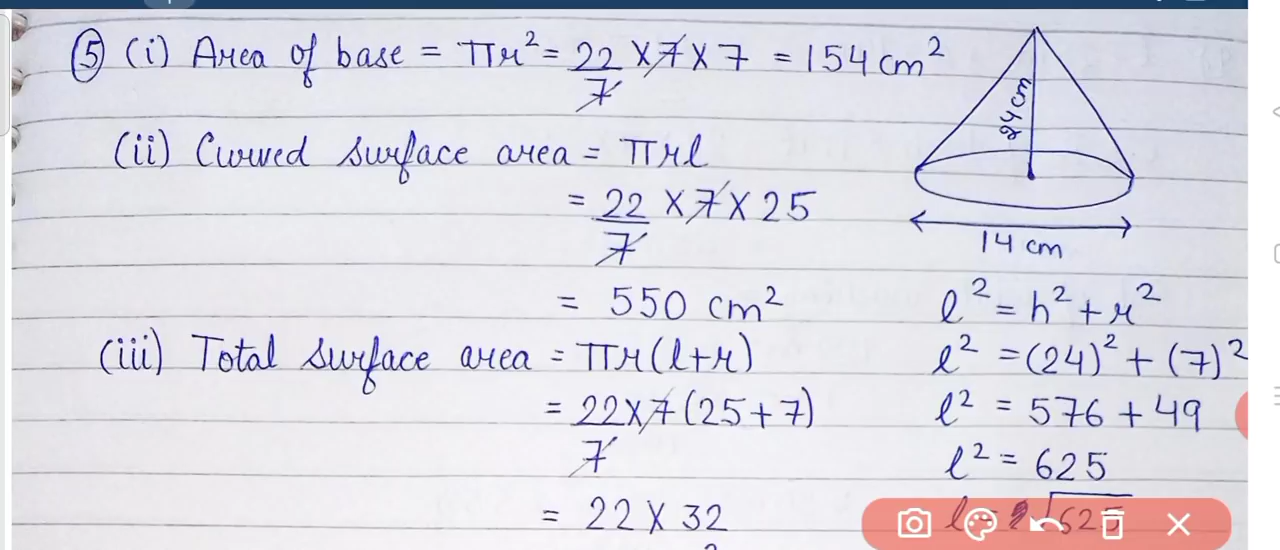 ⑤ (i) Area of base = πr² = 22/7 × 7 × 7 = 154 cm²
24 cm
(ii) Curved surface area = πrl
= 22/7 × 7 × 25
14 cm
= 550 cm²
(iii) Total surface area = πr(l+r)
= 22/7 × 7 (25+7)
= 22 × 32
l² = h² + r²
l² = (24)² + (7)²
l² = 576 + 49
l² = 625
l = √625